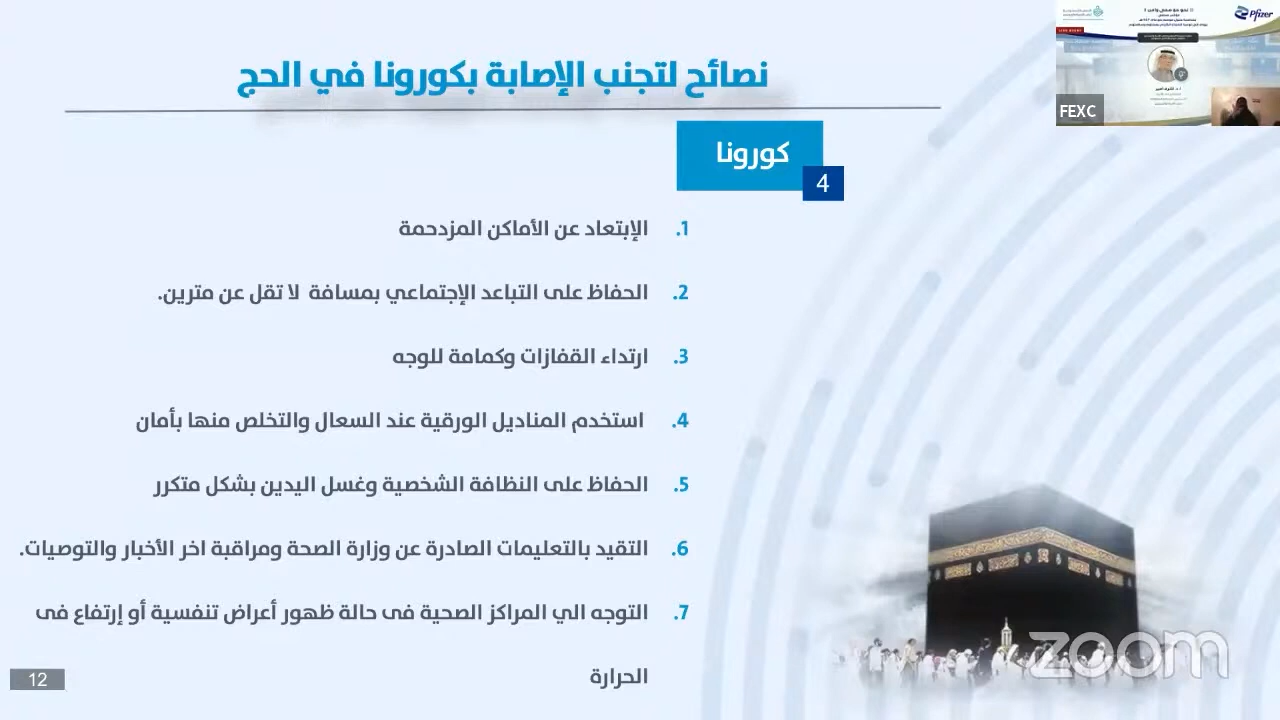 نصائح لتجنب الإصابة بكورونا في الحج
كورونا
4
1. الإبتعاد عن الأماكن المزدحمة
2. الحفاظ على التباعد الإجتماعي بمسافة لا تقل عن مترين.
3. ارتداء القفازات وكمامة للوجه
4. استخدم المناديل الورقية عند السعال والتخلص منها بأمان
5. الحفاظ على النظافة الشخصية وغسل اليدين بشكل متكرر
6. التقيد بالتعليمات الصادرة عن وزارة الصحة ومراقبة اخر الأخبار والتوصيات.
7. التوجه الي المراكز الصحية فى حالة ظهور أعراض تنفسية أو إرتفاع فى
الحرارة
12
zoom
Pfizer
FEXC